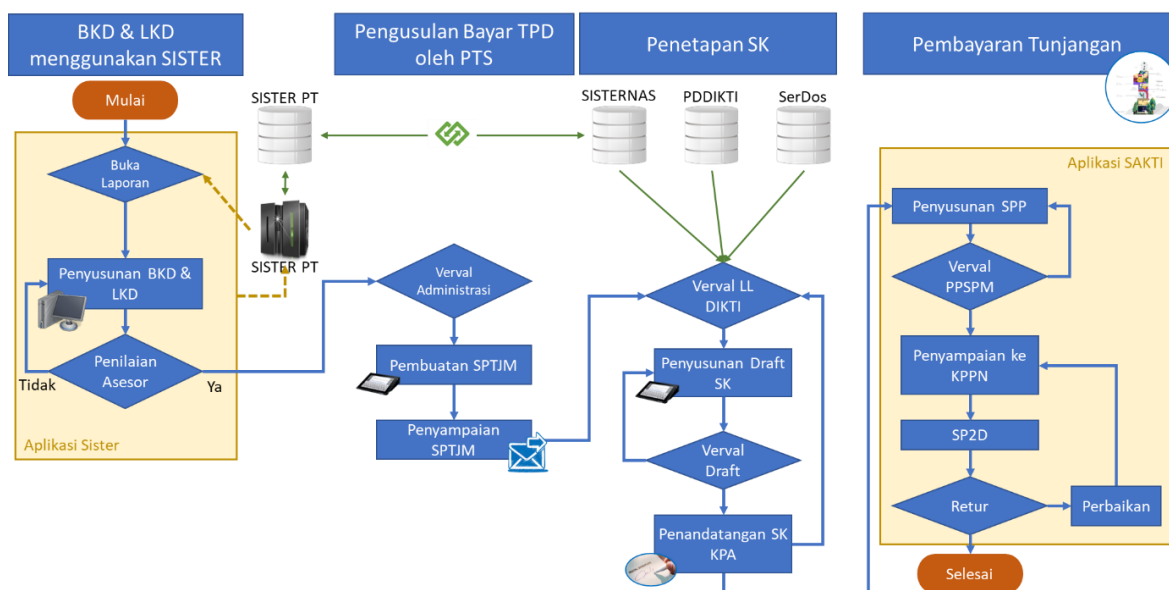 BKD & LKD
menggunakan SISTER
Pengusulan Bayar TPD
oleh PTS
Penetapan SK
Pembayaran Tunjangan
Mulai
SISTER PT
SISTERNAS
PDDIKTI
SerDos
Buka
Laporan
SISTER PT
Penyusunan BKD &
LKD
Penilaian
Asesor
Tidak
Ya
Aplikasi Sister
Verval
Administrasi
Pembuatan SPTJM
Penyampaian
SPTJM
Verval LL
DIKTI
Penyusunan Draft
SK
Verval
Draft
Penandatangan SK
KPA
Aplikasi SAKTI
Penyusunan SPP
Verval
PPSPM
Penyampaian ke
KPPN
SP2D
Retur
Perbaikan
Selesai